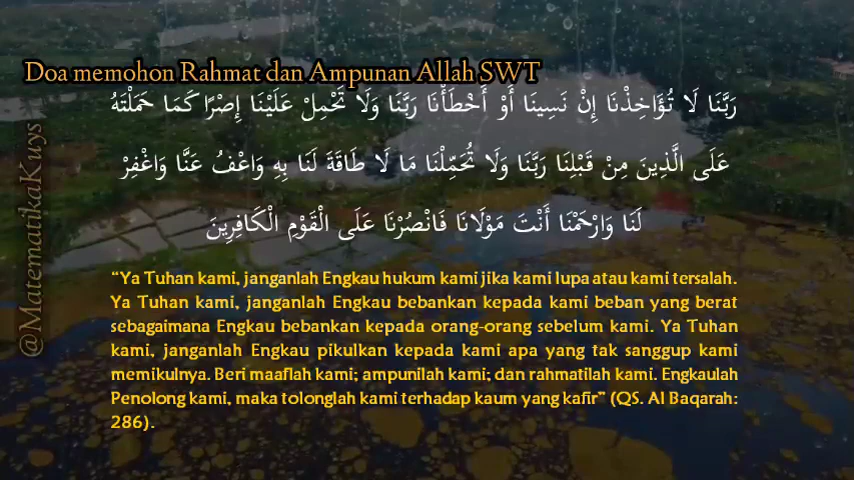 Doa memohon Rahmat dan Ampunan Allah SWT
رَبَّنَا لَا تُؤَاخِذْنَا إِنْ نَسِينَا أَوْ أَخْطَأْنَا رَبَّنَا وَلَا تَحْمِلْ عَلَيْنَا إِصْرًا كَمَا حَمَلْتَهُ
عَلَى الَّذِينَ مِنْ قَبْلِنَا رَبَّنَا وَلَا تُحَمِّلْنَا مَا لَا طَاقَةَ لَنَا بِهِ وَاعْفُ عَنَّا وَاغْفِرْ
لَنَا وَارْحَمْنَا أَنْتَ مَوْلَانَا فَانْصُرْنَا عَلَى الْقَوْمِ الْكَافِرِينَ
“Ya Tuhan kami, janganlah Engkau hukum kami jika kami lupa atau kami tersalah.
Ya Tuhan kami, janganlah Engkau bebankan kepada kami beban yang berat
sebagaimana Engkau bebankan kepada orang-orang sebelum kami. Ya Tuhan
kami, janganlah Engkau pikulkan kepada kami apa yang tak sanggup kami
memikulnya. Beri maaflah kami; ampunilah kami; dan rahmatilah kami. Engkaulah
Penolong kami, maka tolonglah kami terhadap kaum yang kafir” (QS. Al Baqarah:
286).
@MatematikaKuys